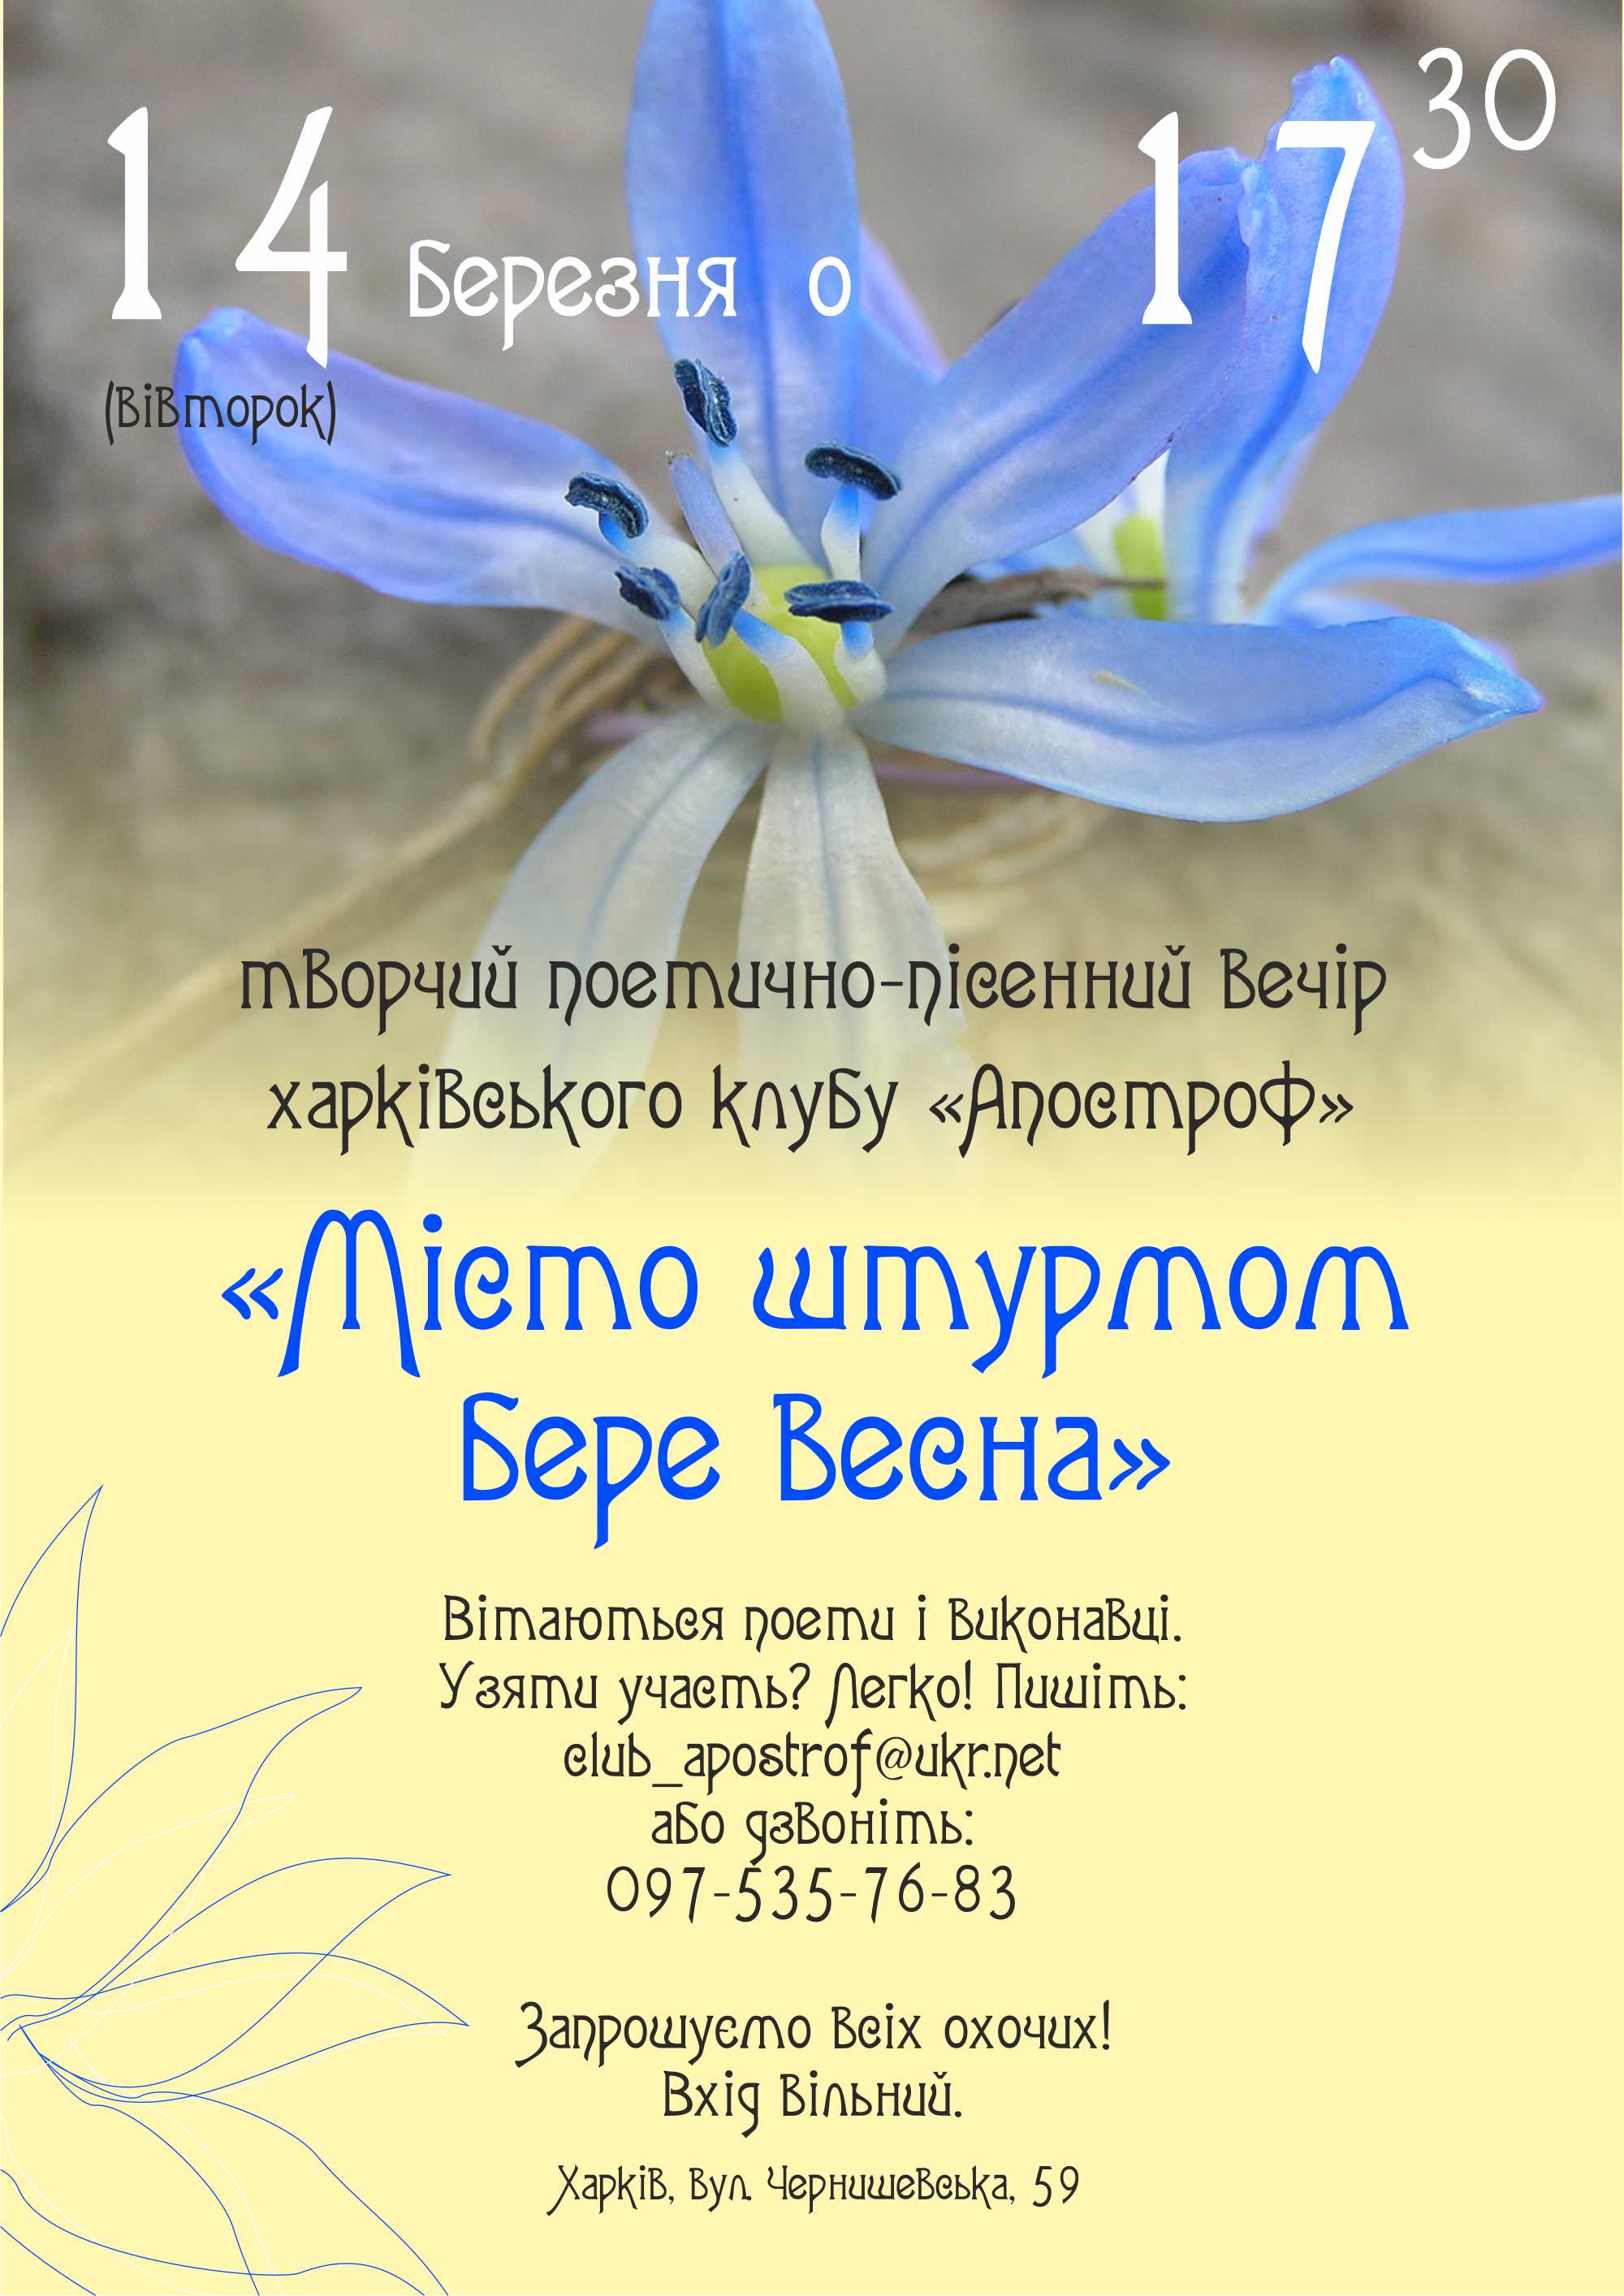 14 березня о 17 30
(вівторок)
творчий поетично-пісенний вечір
харківського клубу «Апостроф»
«Місто штурмом
бере весна»
Вітаються поети і виконавці.
Узяти участь? Легко! Пишіть:
club_apostrof@ukr.net
або дзвоніть:
097-535-76-83
Запрошуємо всіх охочих!
Вхід вільний.
Харків, вул. Чернишевська, 59